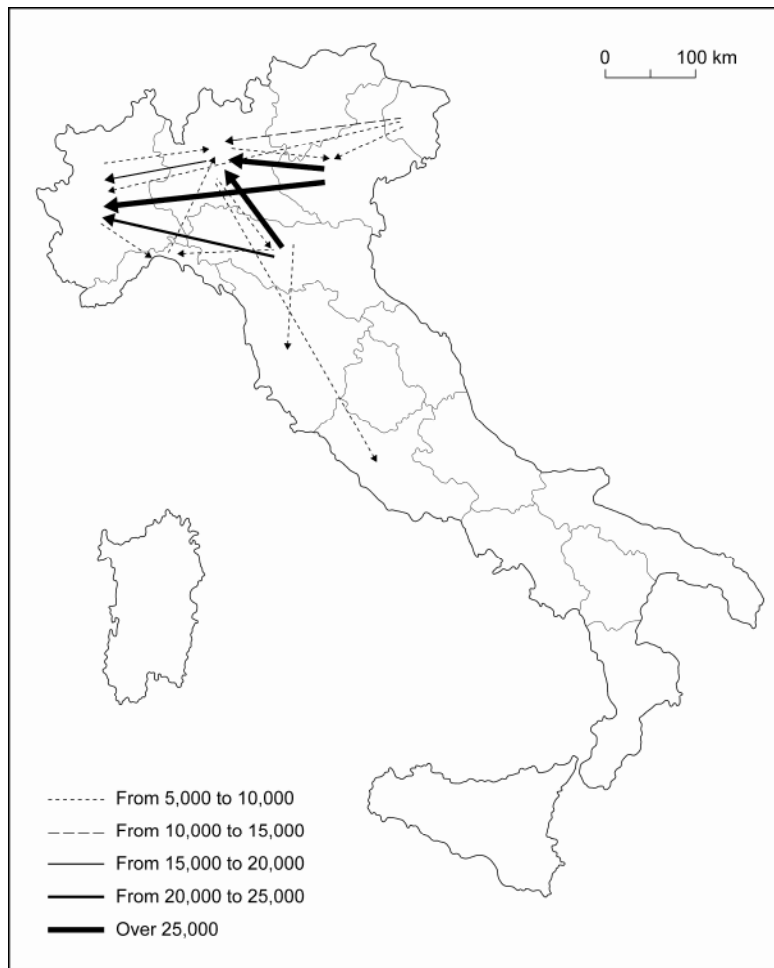 0 100 km
From 5,000 to 10,000
From 10,000 to 15,000
From 15,000 to 20,000
From 20,000 to 25,000
Over 25,000